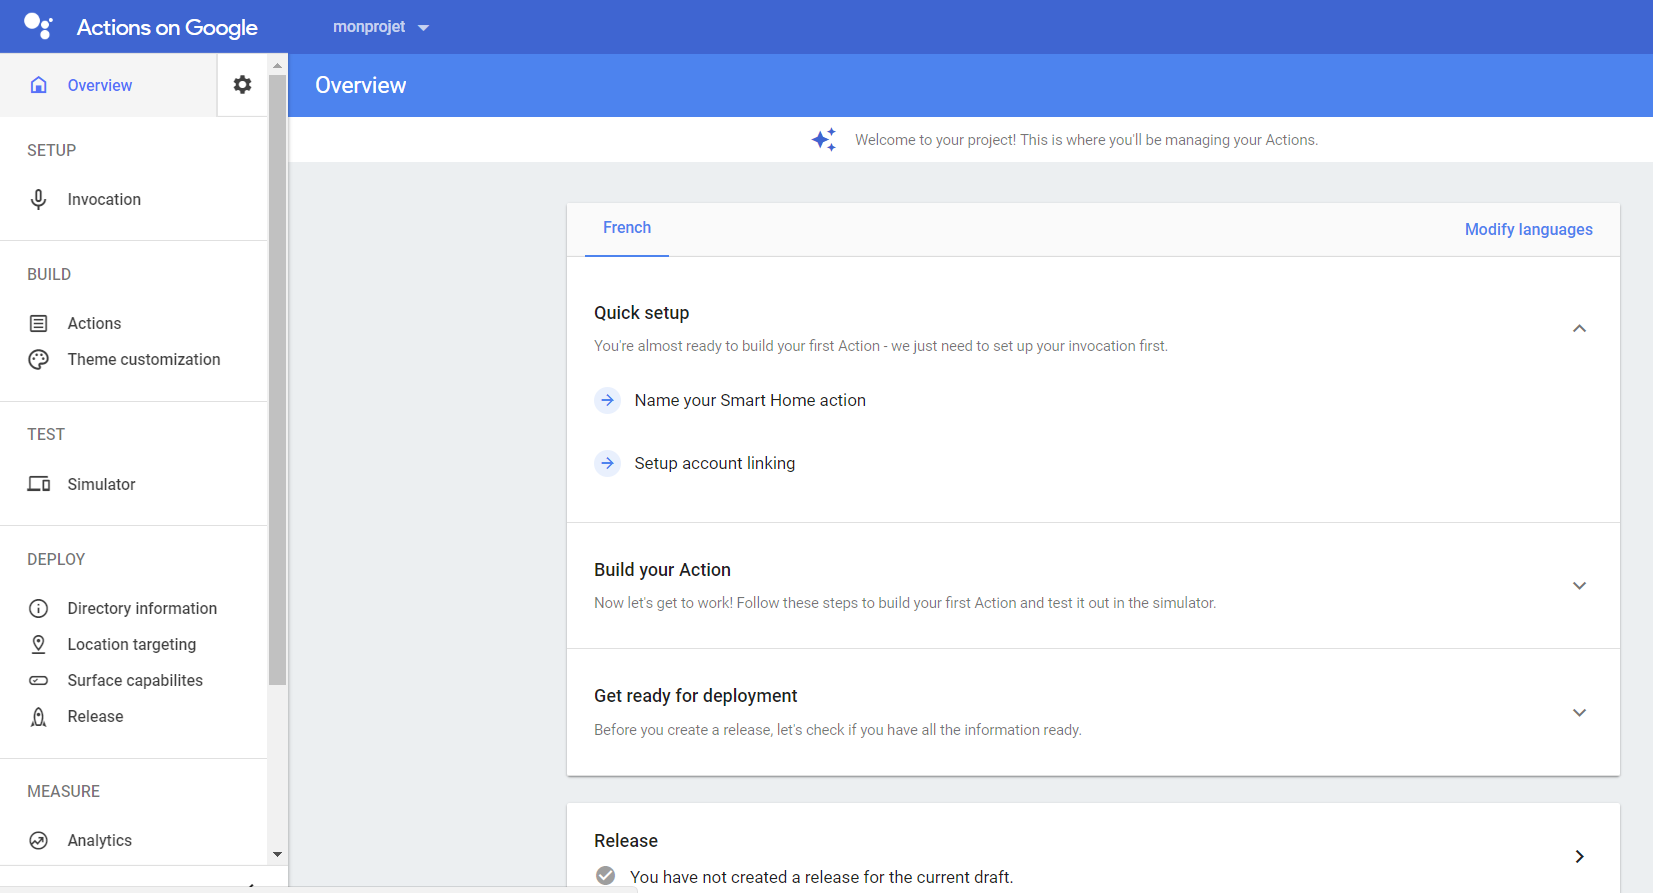 Actions on Google
monprojet
Overview
Overview
Welcome to your project! This is where you'll be managing your Actions.
SETUP
Invocation
BUILD
Actions
Theme customization
TEST
Simulator
DEPLOY
Directory information
Location targeting
Surface capabilites
Release
MEASURE
Analytics
French
Modify languages
Quick setup
You're almost ready to build your first Action - we just need to set up your invocation first.
Name your Smart Home action
Setup account linking
Build your Action
Now let's get to work! Follow these steps to build your first Action and test it out in the simulator.
Get ready for deployment
Before you create a release, let's check if you have all the information ready.
Release
You have not created a release for the current draft.